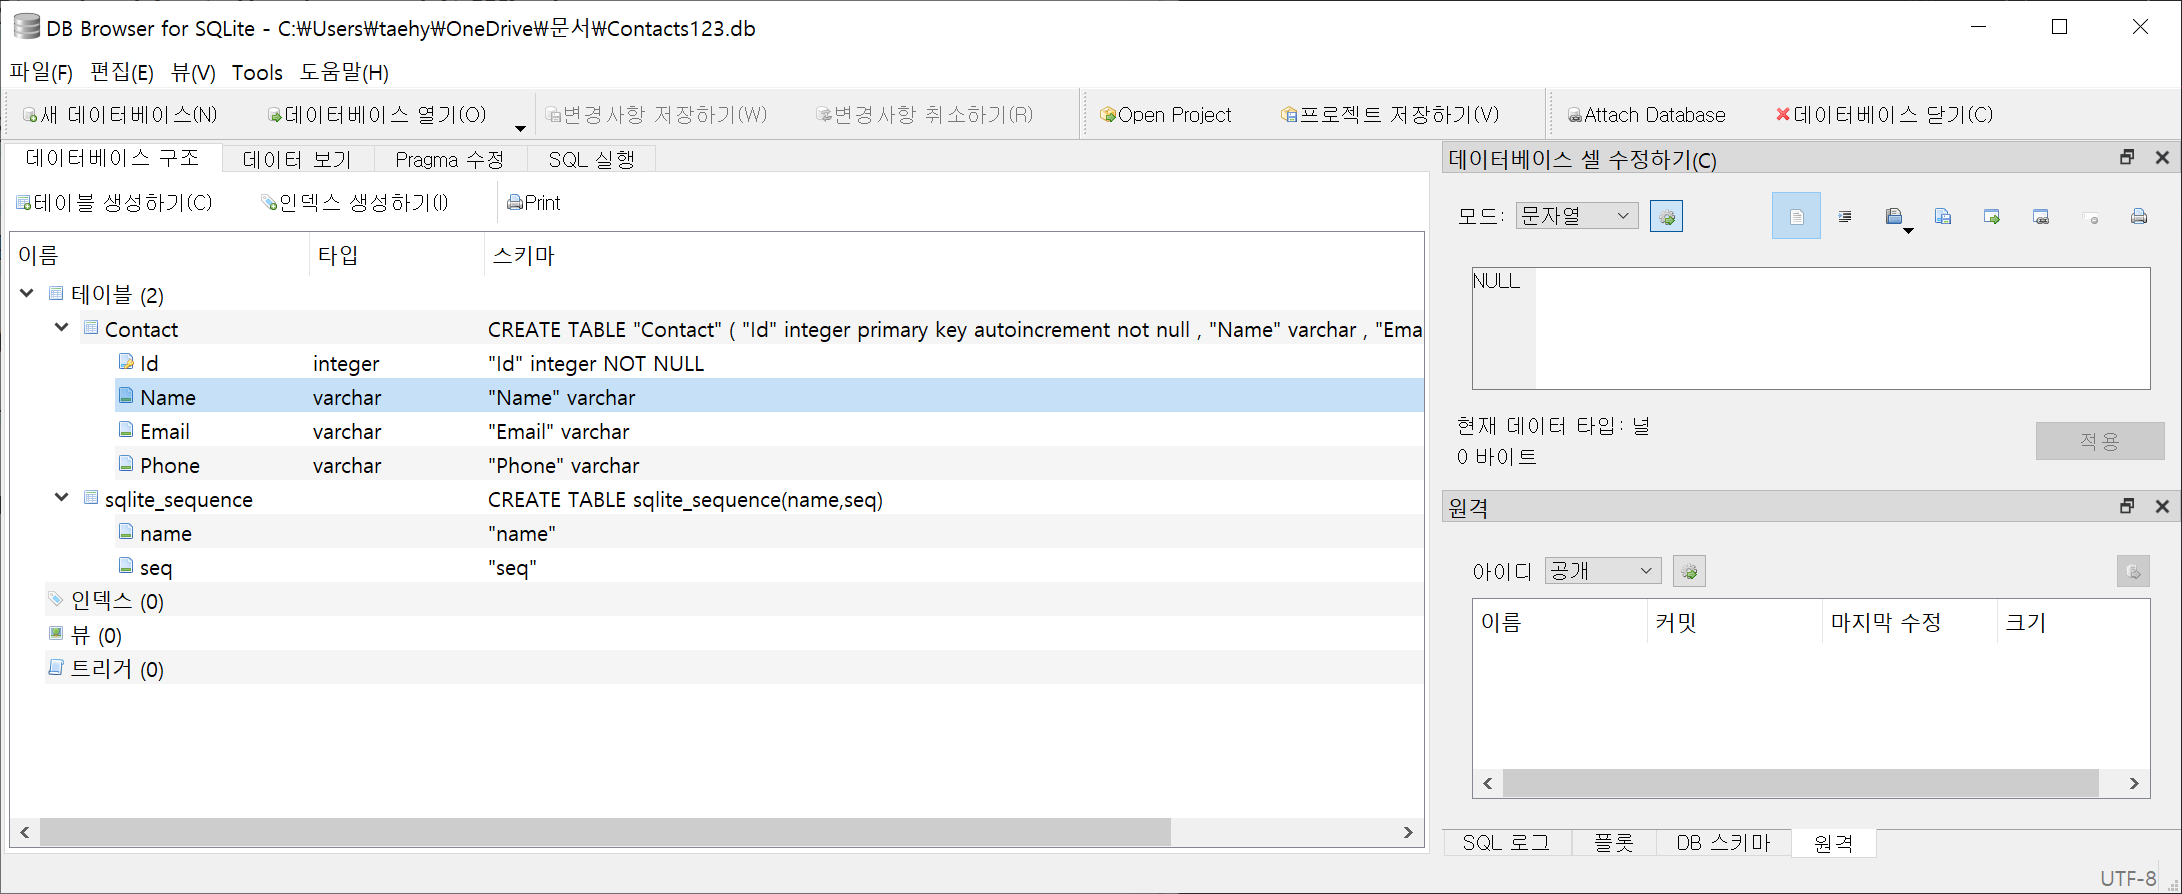 DB Browser for SQLite - C:₩Users₩taehy₩OneDrive₩문서₩Contacts123.db
파일(F) 편집(E) 뷰(V) Tools 도움말(H)
새 데이터베이스(N) 데이터베이스 열기(O) 변경사항 저장하기(W) 변경사항 취소하기(R) Open Project 프로젝트 저장하기(V) Attach Database 데이터베이스 닫기(C)
데이터베이스 구조 데이터 보기 Pragma 수정 SQL 실행
테이블 생성하기(C) 인덱스 생성하기(I) Print
이름 타입 스키마
테이블 (2)
Contact CREATE TABLE "Contact" ( "Id" integer primary key autoincrement not null , "Name" varchar , "Ema
Id integer "Id" integer NOT NULL
Name varchar "Name" varchar
Email varchar "Email" varchar
Phone varchar "Phone" varchar
sqlite_sequence CREATE TABLE sqlite_sequence(name,seq)
name "name"
seq "seq"
인덱스 (0)
뷰 (0)
트리거 (0)
데이터베이스 셀 수정하기(C)
모드: 문자열
NULL
현재 데이터 타입: 널
0 바이트
적용
원격
아이디 공개
이름 커밋 마지막 수정 크기
SQL 로그 플롯 DB 스키마 원격
UTF-8